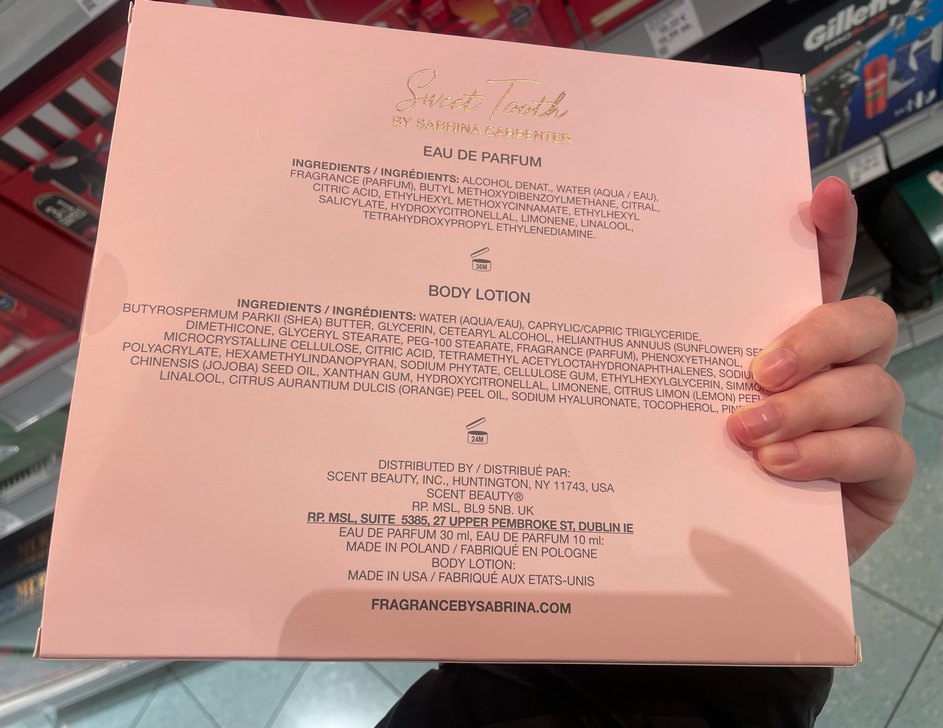 Gillette
Sweet Tooth
BY SABRINA CARPENTER
EAU DE PARFUM
INGREDIENTS / INGRÉDIENTS: ALCOHOL DENAT., WATER (AQUA / EAU),
FRAGRANCE (PARFUM), BUTYL METHOXYDIBENZOYLMETHANE, CITRAL,
CITRIC ACID, ETHYLHEXYL METHOXYCINNAMATE, ETHYLHEXYL
SALICYLATE, HYDROXYCITRONELLAL, LIMONENE, LINALOOL,
TETRAHYDROXYPROPYL ETHYLENEDIAMINE.
36M
BODY LOTION
INGREDIENTS / INGRÉDIENTS: WATER (AQUA/EAU), CAPRYLIC/CAPRIC TRIGLYCERIDE,
BUTYROSPERMUM PARKII (SHEA) BUTTER, GLYCERIN, CETEARYL ALCOHOL, HELIANTHUS ANNUUS (SUNFLOWER)
DIMETHICONE, GLYCERYL STEARATE, PEG-100 STEARATE, FRAGRANCE (PARFUM), PHENOXYETHANOL,
MICROCRYSTALLINE CELLULOSE, CITRIC ACID, TETRAMETHYL ACETYLOCTAHYDRONAPHTHALENES,
POLYACRYLATE, HEXAMETHYLINDANOPYRAN, SODIUM PHYTATE, CELLULOSE GUM, ETHYLHEXYLGLYCERIN,
CHINENSIS (JOJOBA) SEED OIL, XANTHAN GUM, HYDROXYCITRONELLAL, LIMONENE, CITRUS LIMON (LEMON) PEEL
LINALOOL, CITRUS AURANTIUM DULCIS (ORANGE) PEEL OIL, SODIUM HYALURONATE, TOCOPHEROL,
24M
DISTRIBUTED BY / DISTRIBUÉ PAR:
SCENT BEAUTY, INC., HUNTINGTON, NY 11743, USA
SCENT BEAUTY®
RP. MSL, BL9 5NB. UK
RP. MSL, SUITE 5385, 27 UPPER PEMBROKE ST, DUBLIN IE
EAU DE PARFUM 30 ml, EAU DE PARFUM 10 ml:
MADE IN POLAND / FABRIQUÉ EN POLOGNE
BODY LOTION:
MADE IN USA / FABRIQUÉ AUX ETATS-UNIS
FRAGRANCEBYSABRINA.COM